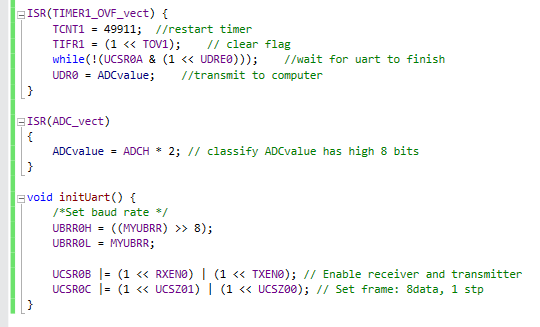 ISR(TIMER1_OVF_vect) {
TCNT1 = 49911;  //restart timer
TIFR1 = (1 << TOV1);    // clear flag
while(!(UCSR0A & (1 << UDRE0)));    //wait for uart to finish
UDR0 = ADCvalue;    //transmit to computer
}
ISR(ADC_vect)
{
ADCvalue = ADCH * 2; // classify ADCvalue has high 8 bits
}
void initUart() {
/*Set baud rate */
UBRR0H = ((MYUBRR) >> 8);
UBRR0L = MYUBRR;
UCSR0B |= (1 << RXEN0) | (1 << TXEN0); // Enable receiver and transmitter
UCSR0C |= (1 << UCSZ01) | (1 << UCSZ00); // Set frame: 8data, 1 stp
}